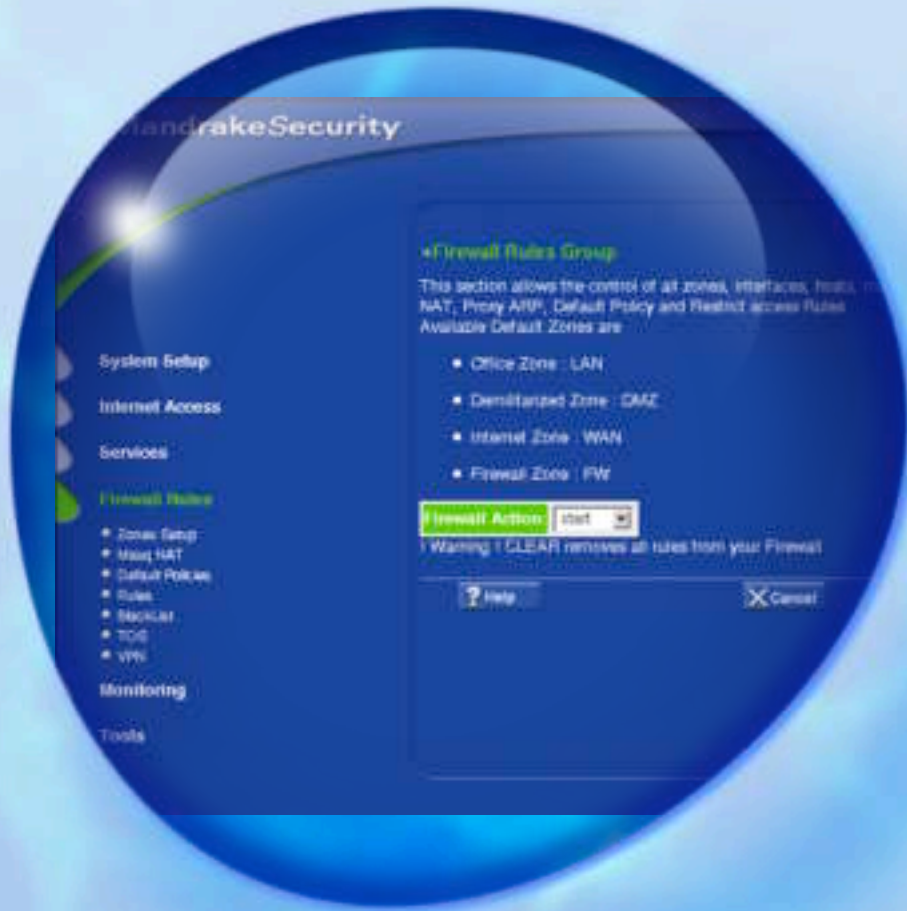 MandrakeSecurity
System Setup
Internet Access
Services
Firewall Rules
Zones Setup
Masq NAT
Default Policies
Rules
BlackList
TOS
VPN
Monitoring
Tools
Firewall Rules Group
This section allows the control of all zones, interfaces, hosts,
NAT, Proxy ARP, Default Policy and Restrict access Rules
Available Default Zones are
Office Zone : LAN
Demilitarized Zone : DMZ
Internet Zone : WAN
Firewall Zone : FW
Firewall Action start
! Warning ! CLEAR removes all rules from your Firewall
? Help
X Cancel